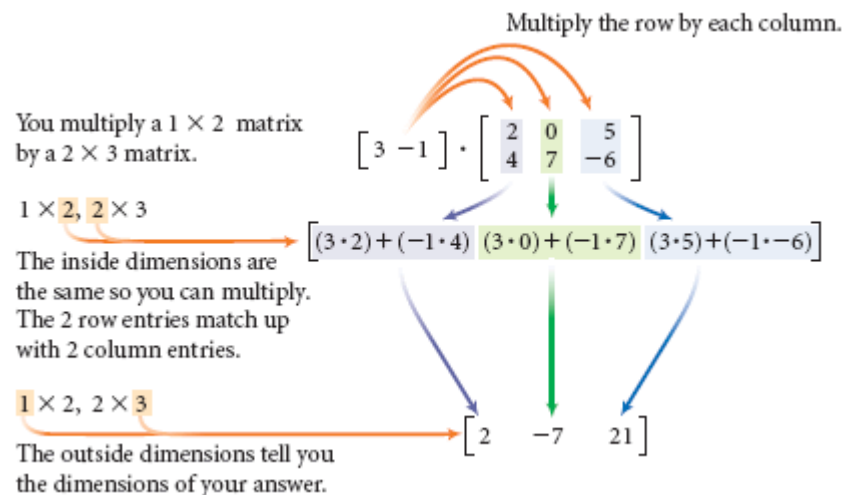 Multiply the row by each column.
You multiply a 1 × 2 matrix
by a 2 × 3 matrix.
[3 −1] · [2 0 5
4 7 −6]
1 × 2, 2 × 3
[(3·2)+(−1·4) (3·0)+(−1·7) (3·5)+(−1·−6)]
The inside dimensions are
the same so you can multiply.
The 2 row entries match up
with 2 column entries.
1 × 2, 2 × 3
[2 −7 21]
The outside dimensions tell you
the dimensions of your answer.